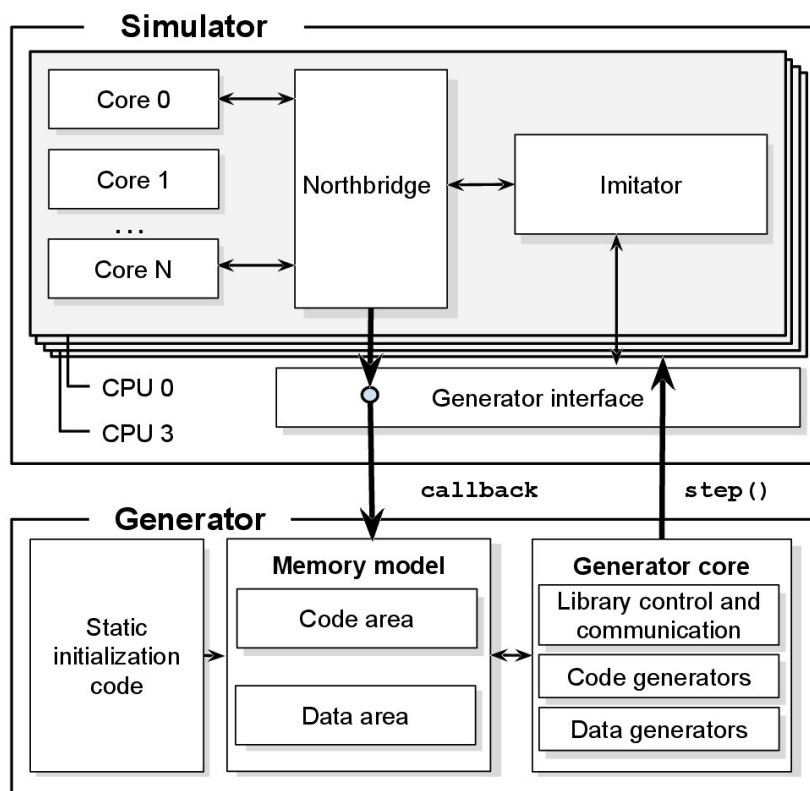 Simulator
Core 0
Core 1
...
Core N
Northbridge
Imitator
CPU 0
CPU 3
Generator interface
callback
step()
Generator
Static
initialization
code
Memory model
Code area
Data area
Generator core
Library control and
communication
Code generators
Data generators